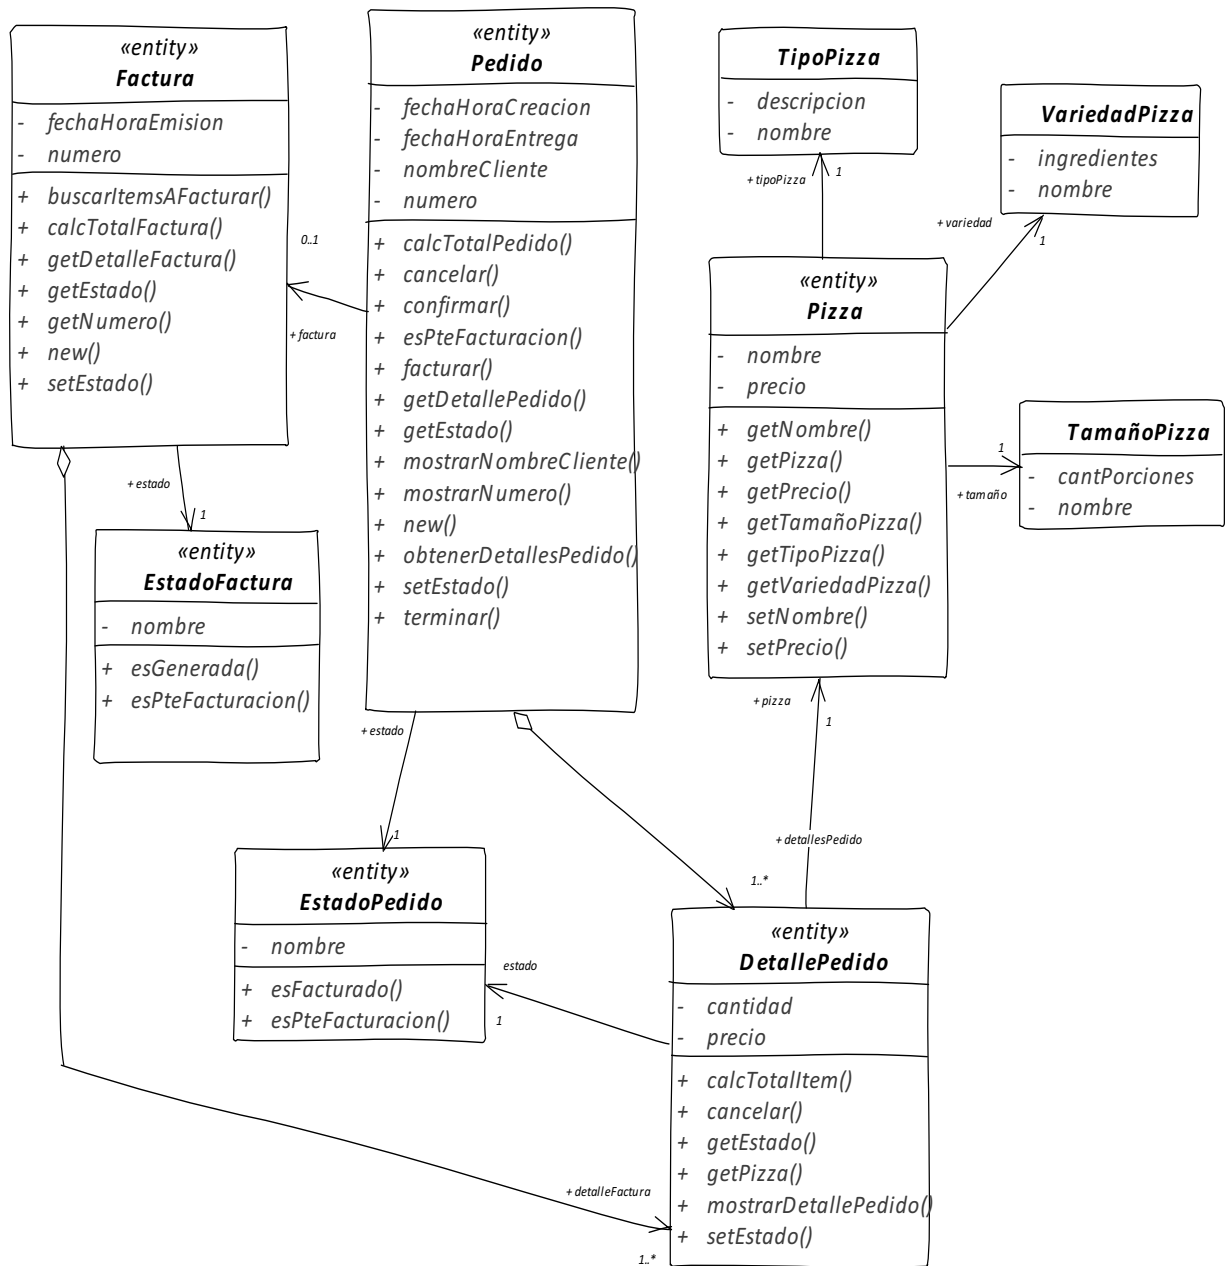 «entity»
Factura
- fechaHoraEmision
- numero
+ buscarItemsAFacturar()
+ calcTotalFactura()
+ getDetalleFactura()
+ getEstado()
+ getNumero()
+ new()
+ setEstado()
«entity»
Pedido
- fechaHoraCreacion
- fechaHoraEntrega
- nombreCliente
- numero
+ calcTotalPedido()
+ cancelar()
+ confirmar()
+ esPteFacturacion()
+ facturar()
+ getDetallePedido()
+ getEstado()
+ mostrarNombreCliente()
+ mostrarNumero()
+ new()
+ obtenerDetallesPedido()
+ setEstado()
+ terminar()
0..1
+ factura
TipoPizza
- descripcion
- nombre
+ tipoPizza
1
VariedadPizza
- ingredientes
- nombre
+ variedad
1
«entity»
Pizza
- nombre
- precio
+ getNombre()
+ getPizza()
+ getPrecio()
+ getTamañoPizza()
+ getTipoPizza()
+ getVariedadPizza()
+ setNombre()
+ setPrecio()
1
+ tamaño
TamañoPizza
- cantPorciones
- nombre
+ estado
1
«entity»
EstadoFactura
- nombre
+ esGenerada()
+ esPteFacturacion()
+ estado
1
+ pizza
1
+ detallesPedido
1..*
«entity»
EstadoPedido
- nombre
+ esFacturado()
+ esPteFacturacion()
estado
1
«entity»
DetallePedido
- cantidad
- precio
+ calcTotalItem()
+ cancelar()
+ getEstado()
+ getPizza()
+ mostrarDetallePedido()
+ setEstado()
+ detalleFactura
1..*